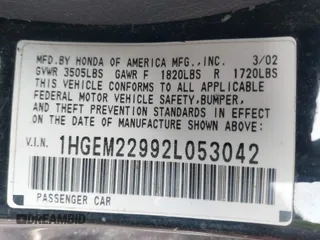 MFD.BY HONDA OF AMERICA MFG.,INC. 3/02
GVWR 3505LBS GAWR F 1820LBS R 1720LBS
THIS VEHICLE CONFORMS TO ALL APPLICABLE
FEDERAL MOTOR VEHICLE SAFETY, BUMPER,
AND THEFT PREVENTION STANDARDS IN EFFECT
ON THE DATE OF MANUFACTURE SHOWN ABOVE.
V.I.N. 1HGEM22992L053042
PASSENGER CAR
DREAMBID